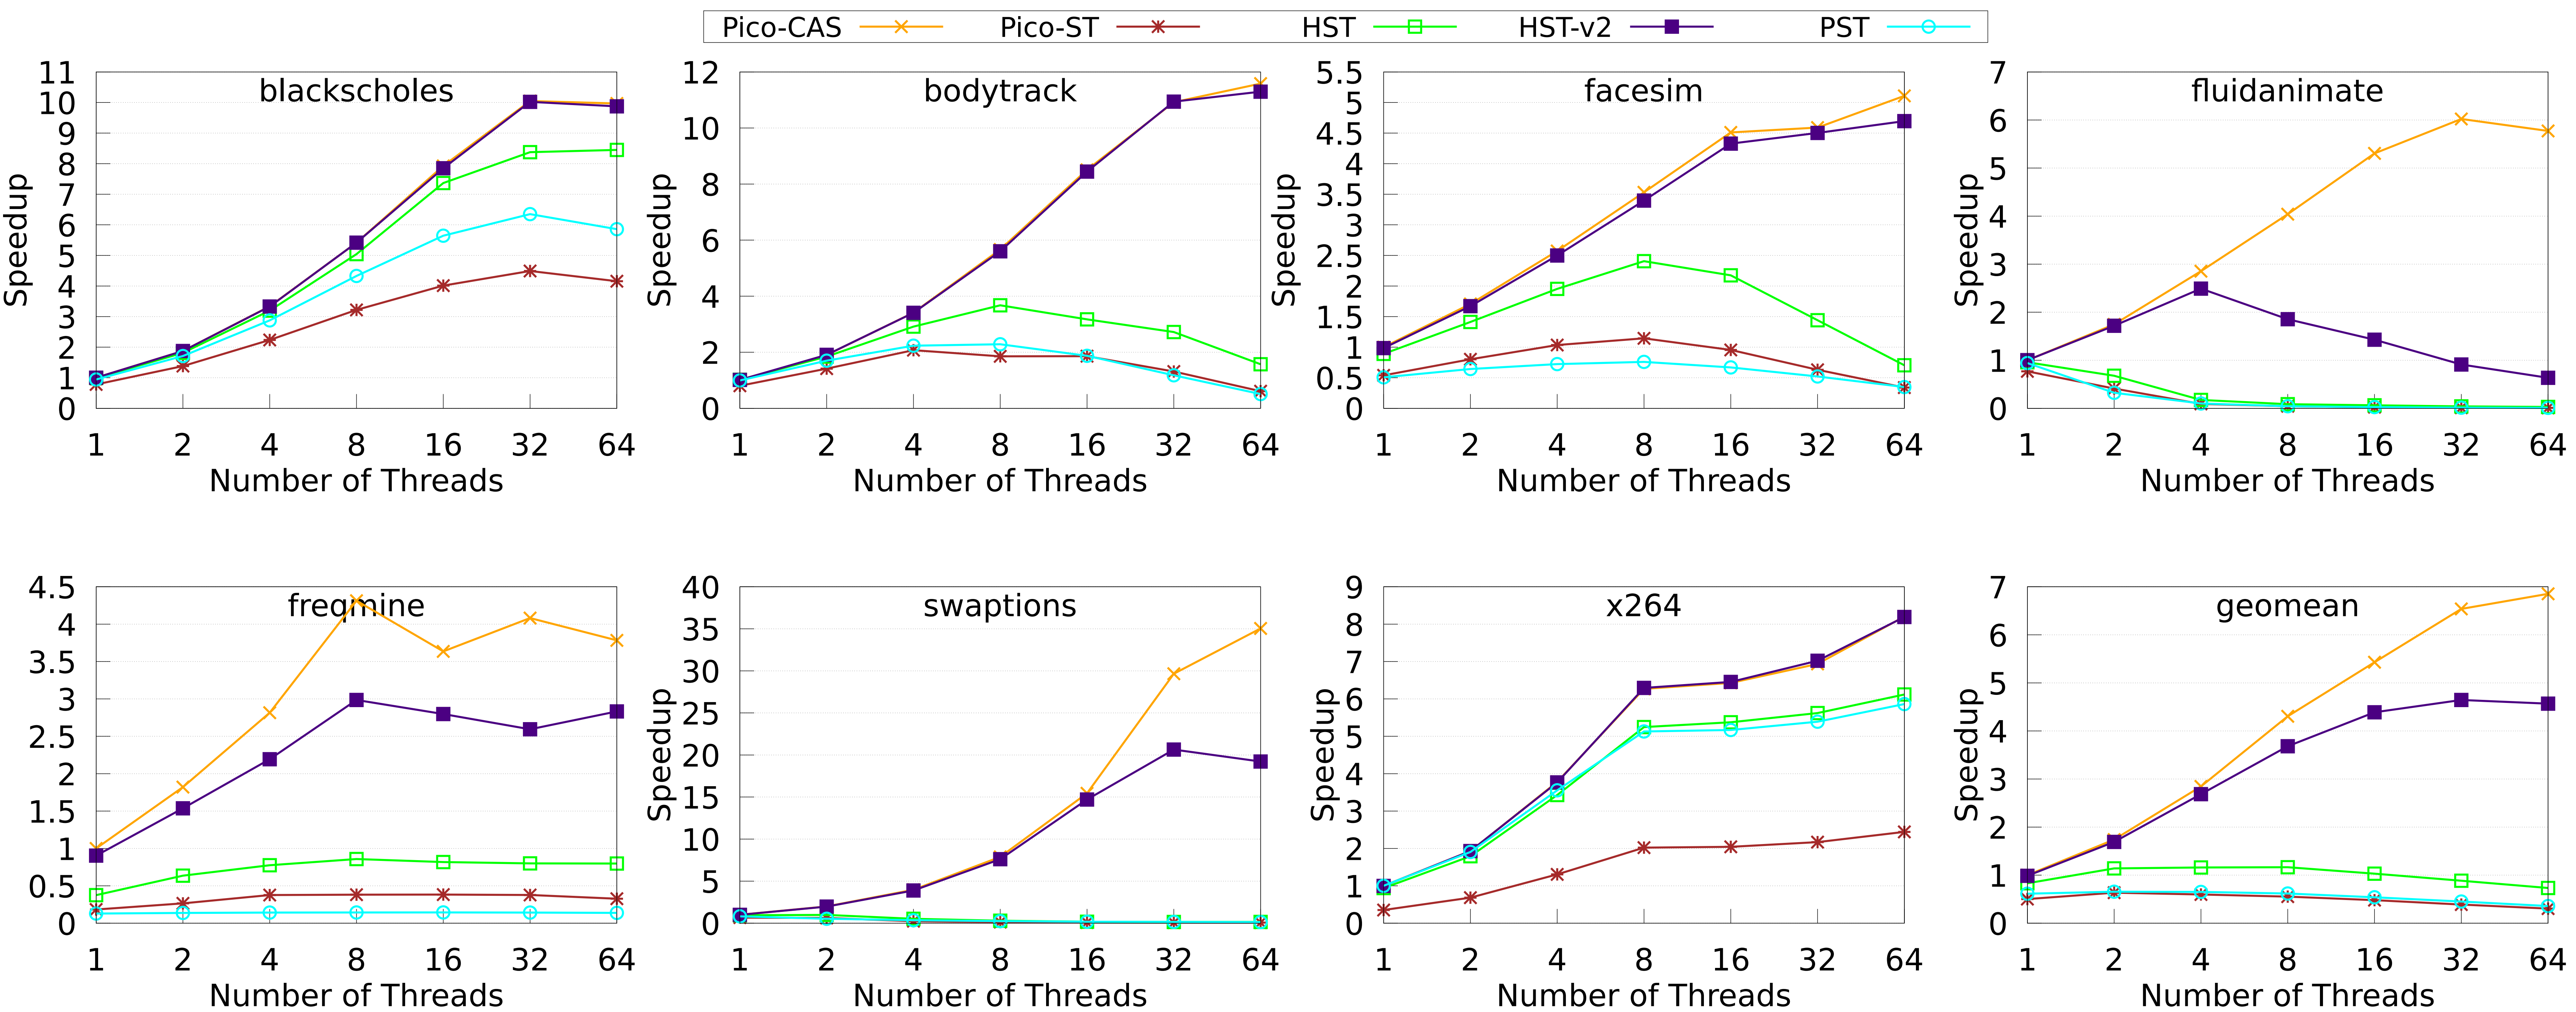 Pico-CAS Pico-ST HST HST-v2 PST
blackscholes
Speedup
0 1 2 3 4 5 6 7 8 9 10 11
1 2 4 8 16 32 64
Number of Threads
bodytrack
Speedup
0 2 4 6 8 10 12
1 2 4 8 16 32 64
Number of Threads
facesim
Speedup
0 0.5 1 1.5 2 2.5 3 3.5 4 4.5 5 5.5
1 2 4 8 16 32 64
Number of Threads
fluidanimate
Speedup
0 1 2 3 4 5 6 7
1 2 4 8 16 32 64
Number of Threads
freqmine
0 0.5 1 1.5 2 2.5 3 3.5 4 4.5
1 2 4 8 16 32 64
Number of Threads
swaptions
Speedup
0 5 10 15 20 25 30 35 40
1 2 4 8 16 32 64
Number of Threads
x264
Speedup
0 1 2 3 4 5 6 7 8 9
1 2 4 8 16 32 64
Number of Threads
geomean
Speedup
0 1 2 3 4 5 6 7
1 2 4 8 16 32 64
Number of Threads